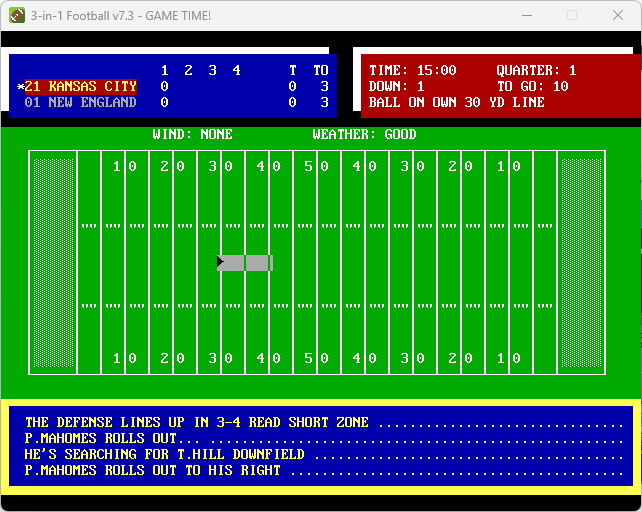 3-in-1 Football v7.3 - GAME TIME!
1 2 3 4 T TO
*21 KANSAS CITY 0 0 3
01 NEW ENGLAND 0 0 3
TIME: 15:00 QUARTER: 1
DOWN: 1 TO GO: 10
BALL ON OWN 30 YD LINE
WIND: NONE WEATHER: GOOD
10 20 30 40 50 40 30 20 10
10 20 30 40 50 40 30 20 10
THE DEFENSE LINES UP IN 3-4 READ SHORT ZONE ...............................
P.MAHOMES ROLLS OUT... ....................................................
HE'S SEARCHING FOR T.HILL DOWNFIELD .......................................
P.MAHOMES ROLLS OUT TO HIS RIGHT ..........................................